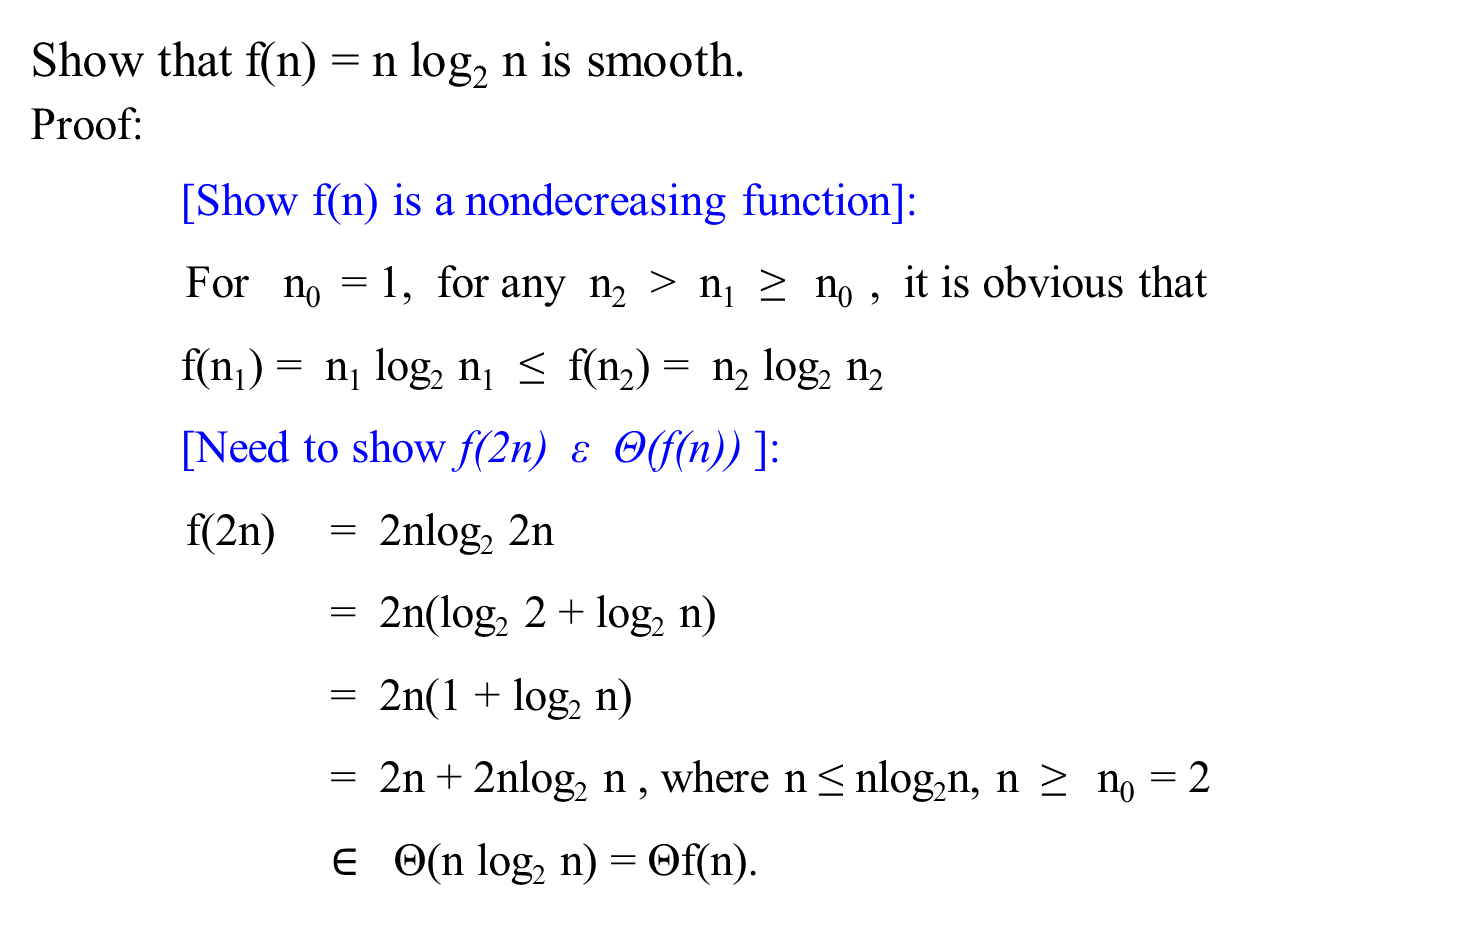 Show that f(n) = n log₂ n is smooth.
Proof:
[Show f(n) is a nondecreasing function]:
For n₀ = 1, for any n₂ > n₁ ≥ n₀ , it is obvious that
f(n₁) = n₁ log₂ n₁ ≤ f(n₂) = n₂ log₂ n₂
[Need to show f(2n) ε Θ(f(n)) ]:
f(2n) = 2nlog₂ 2n
= 2n(log₂ 2 + log₂ n)
= 2n(1 + log₂ n)
= 2n + 2nlog₂ n , where n ≤ nlog₂n, n ≥ n₀ = 2
∈ Θ(n log₂ n) = Θf(n).